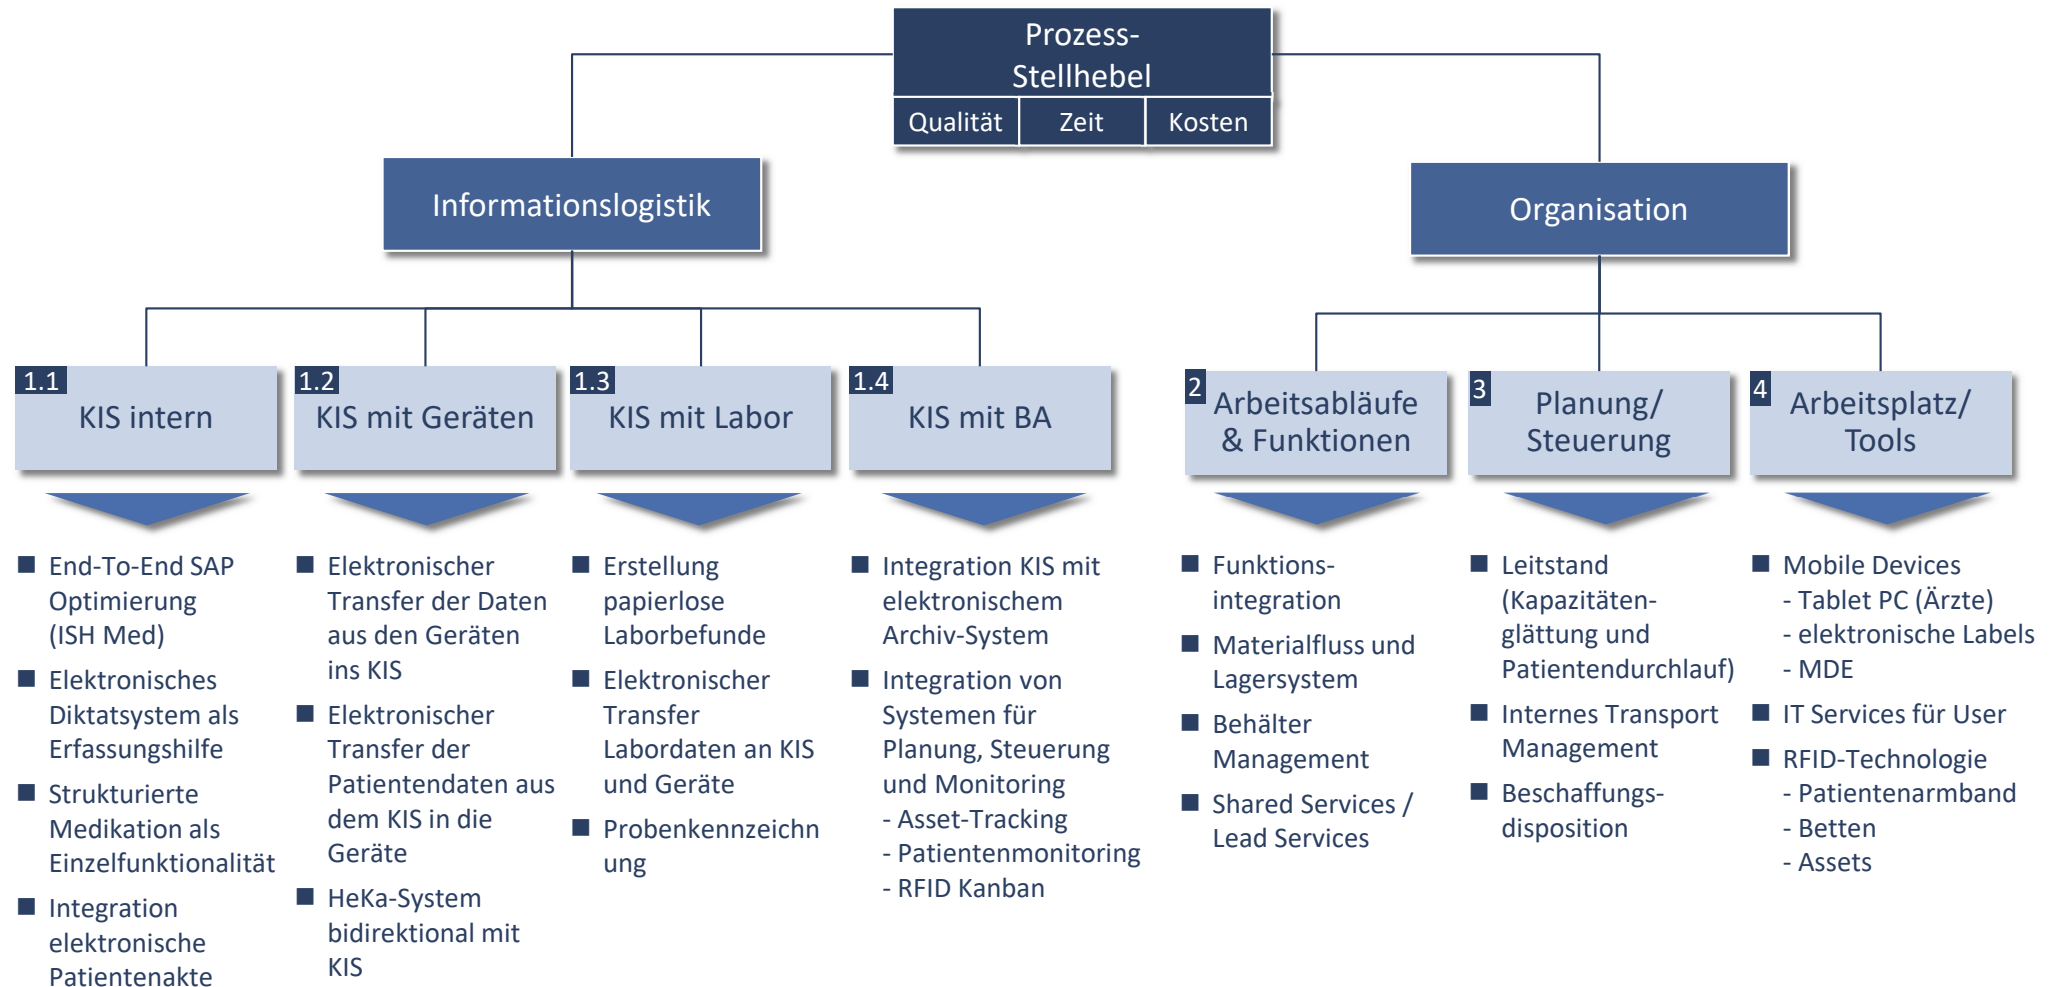 Prozess-
Stellhebel
Qualität
Zeit
Kosten
Informationslogistik
Organisation
1.1
KIS intern
1.2
KIS mit Geräten
1.3
KIS mit Labor
1.4
KIS mit BA
2
Arbeitsabläufe
& Funktionen
3
Planung/
Steuerung
4
Arbeitsplatz/
Tools
■ End-To-End SAP
Optimierung
(ISH Med)
■ Elektronisches
Diktatsystem als
Erfassungshilfe
■ Strukturierte
Medikation als
Einzelfunktionalität
■ Integration
elektronische
Patientenakte
■ Elektronischer
Transfer der Daten
aus den Geräten
ins KIS
■ Elektronischer
Transfer der
Patientendaten aus
dem KIS in die
Geräte
■ HeKa-System
bidirektional mit
KIS
■ Erstellung
papierlose
Laborbefunde
■ Elektronischer
Transfer
Labordaten an KIS
und Geräte
■ Probenkennzeichn
ung
■ Integration KIS mit
elektronischem
Archiv-System
■ Integration von
Systemen für
Planung, Steuerung
und Monitoring
- Asset-Tracking
- Patientenmonitoring
- RFID Kanban
■ Funktions-
integration
■ Materialfluss und
Lagersystem
■ Behälter
Management
■ Shared Services /
Lead Services
■ Leitstand
(Kapazitäten-
glättung und
Patientendurchlauf)
■ Internes Transport
Management
■ Beschaffungs-
disposition
■ Mobile Devices
- Tablet PC (Ärzte)
- elektronische Labels
- MDE
■ IT Services für User
■ RFID-Technologie
- Patientenarmband
- Betten
- Assets